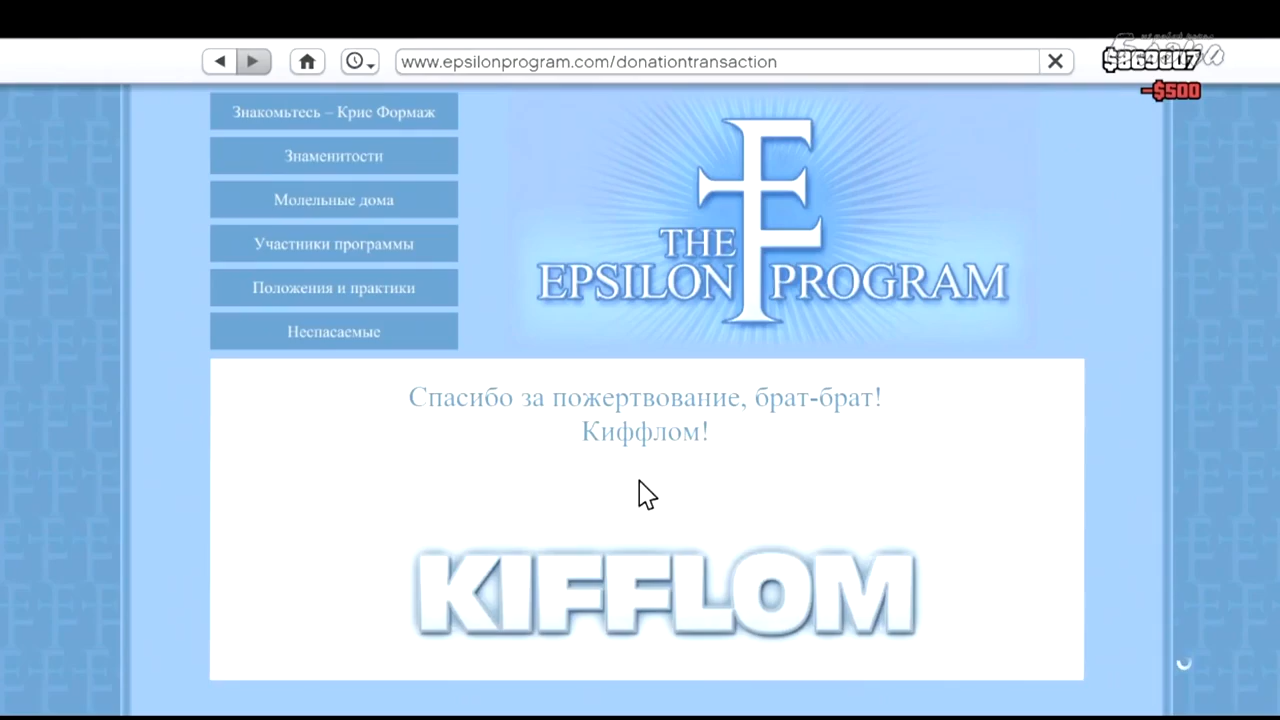 www.epsilonprogram.com/donationtransaction
-$500
Знакомьтесь – Крис Формаж
Знаменитости
Молельные дома
Участники программы
Положения и практики
Неспасаемые
THE
EPSILON PROGRAM
Спасибо за пожертвование, брат-брат!
Киффлом!
KIFFLOM